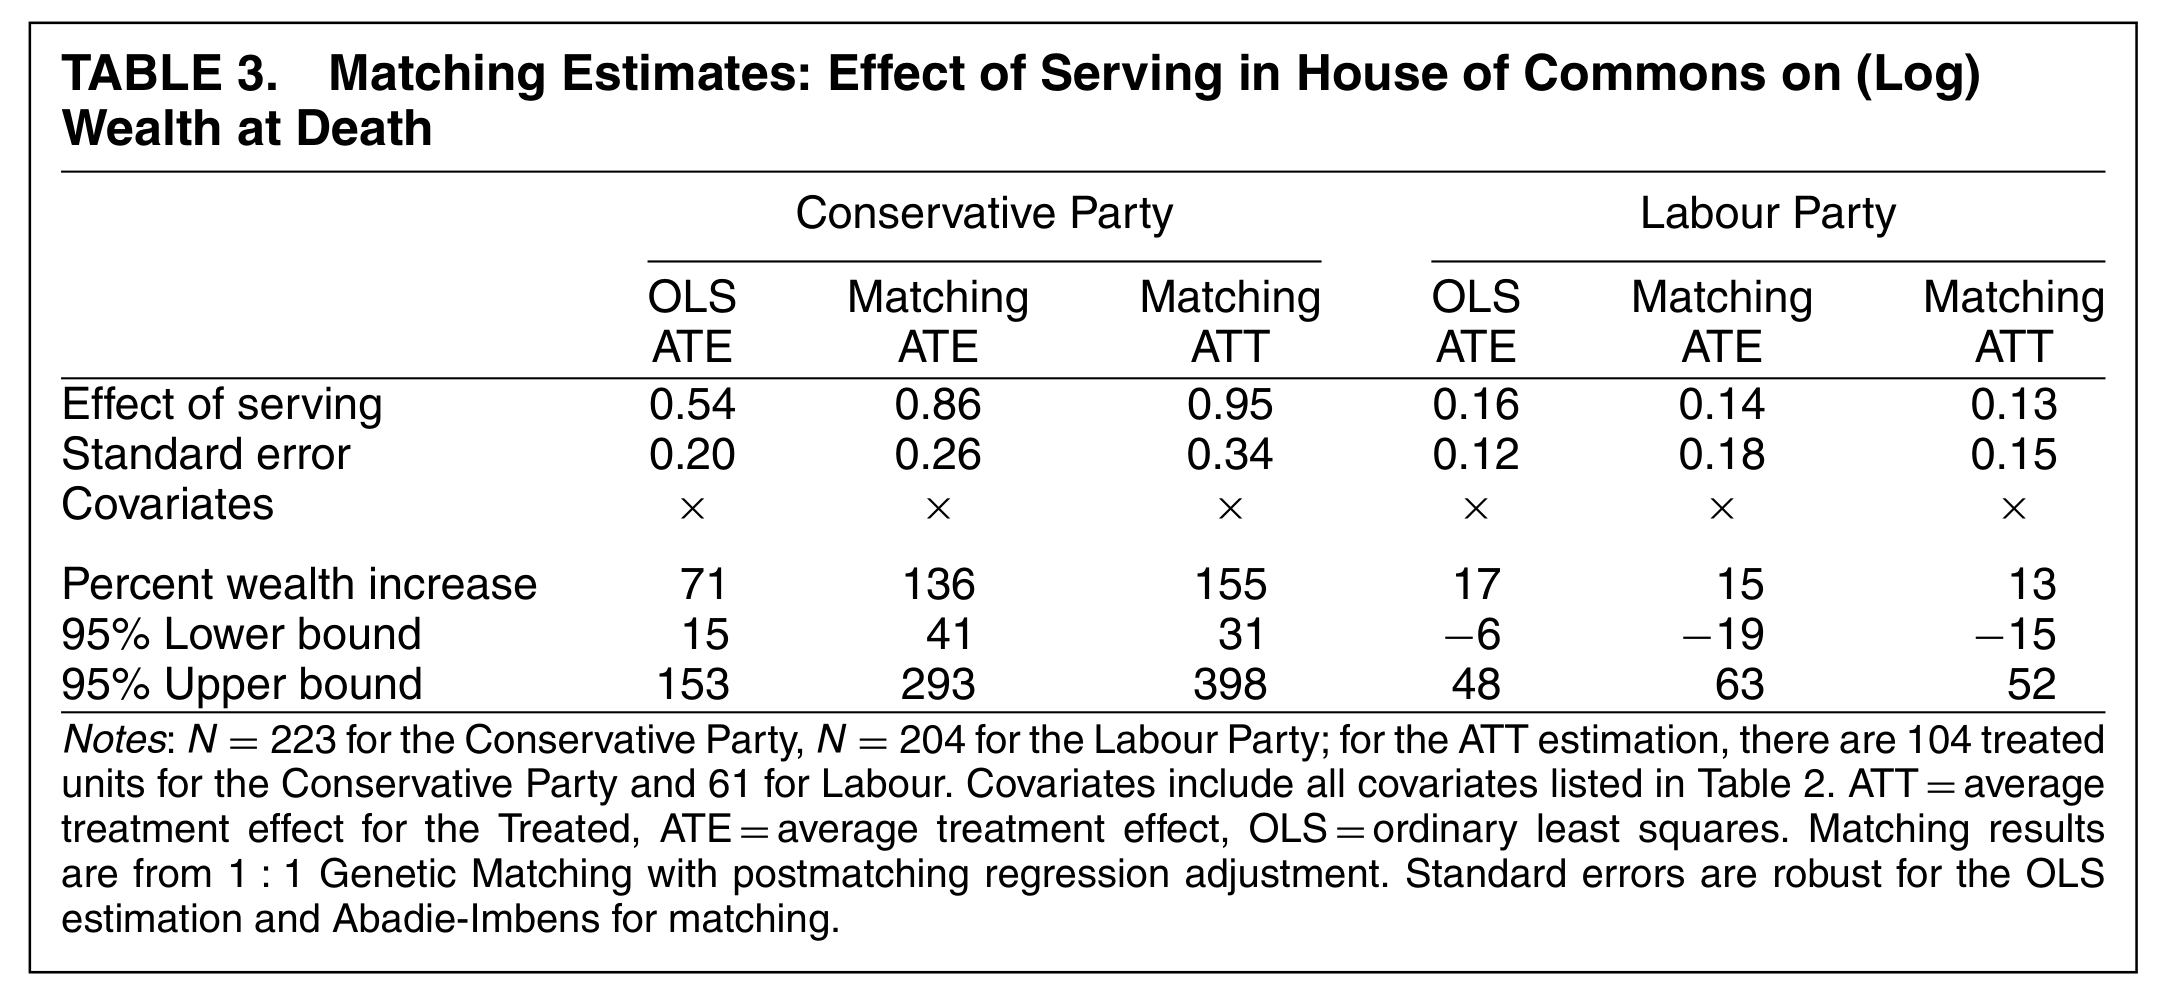 TABLE 3. Matching Estimates: Effect of Serving in House of Commons on (Log)
Wealth at Death
Conservative Party Labour Party
OLS Matching Matching OLS Matching Matching
ATE ATE ATT ATE ATE ATT
Effect of serving 0.54 0.86 0.95 0.16 0.14 0.13
Standard error 0.20 0.26 0.34 0.12 0.18 0.15
Covariates × × × × × ×
Percent wealth increase 71 136 155 17 15 13
95% Lower bound 15 41 31 −6 −19 −15
95% Upper bound 153 293 398 48 63 52
Notes: N = 223 for the Conservative Party, N = 204 for the Labour Party; for the ATT estimation, there are 104 treated
units for the Conservative Party and 61 for Labour. Covariates include all covariates listed in Table 2. ATT = average
treatment effect for the Treated, ATE = average treatment effect, OLS = ordinary least squares. Matching results
are from 1 : 1 Genetic Matching with postmatching regression adjustment. Standard errors are robust for the OLS
estimation and Abadie-Imbens for matching.